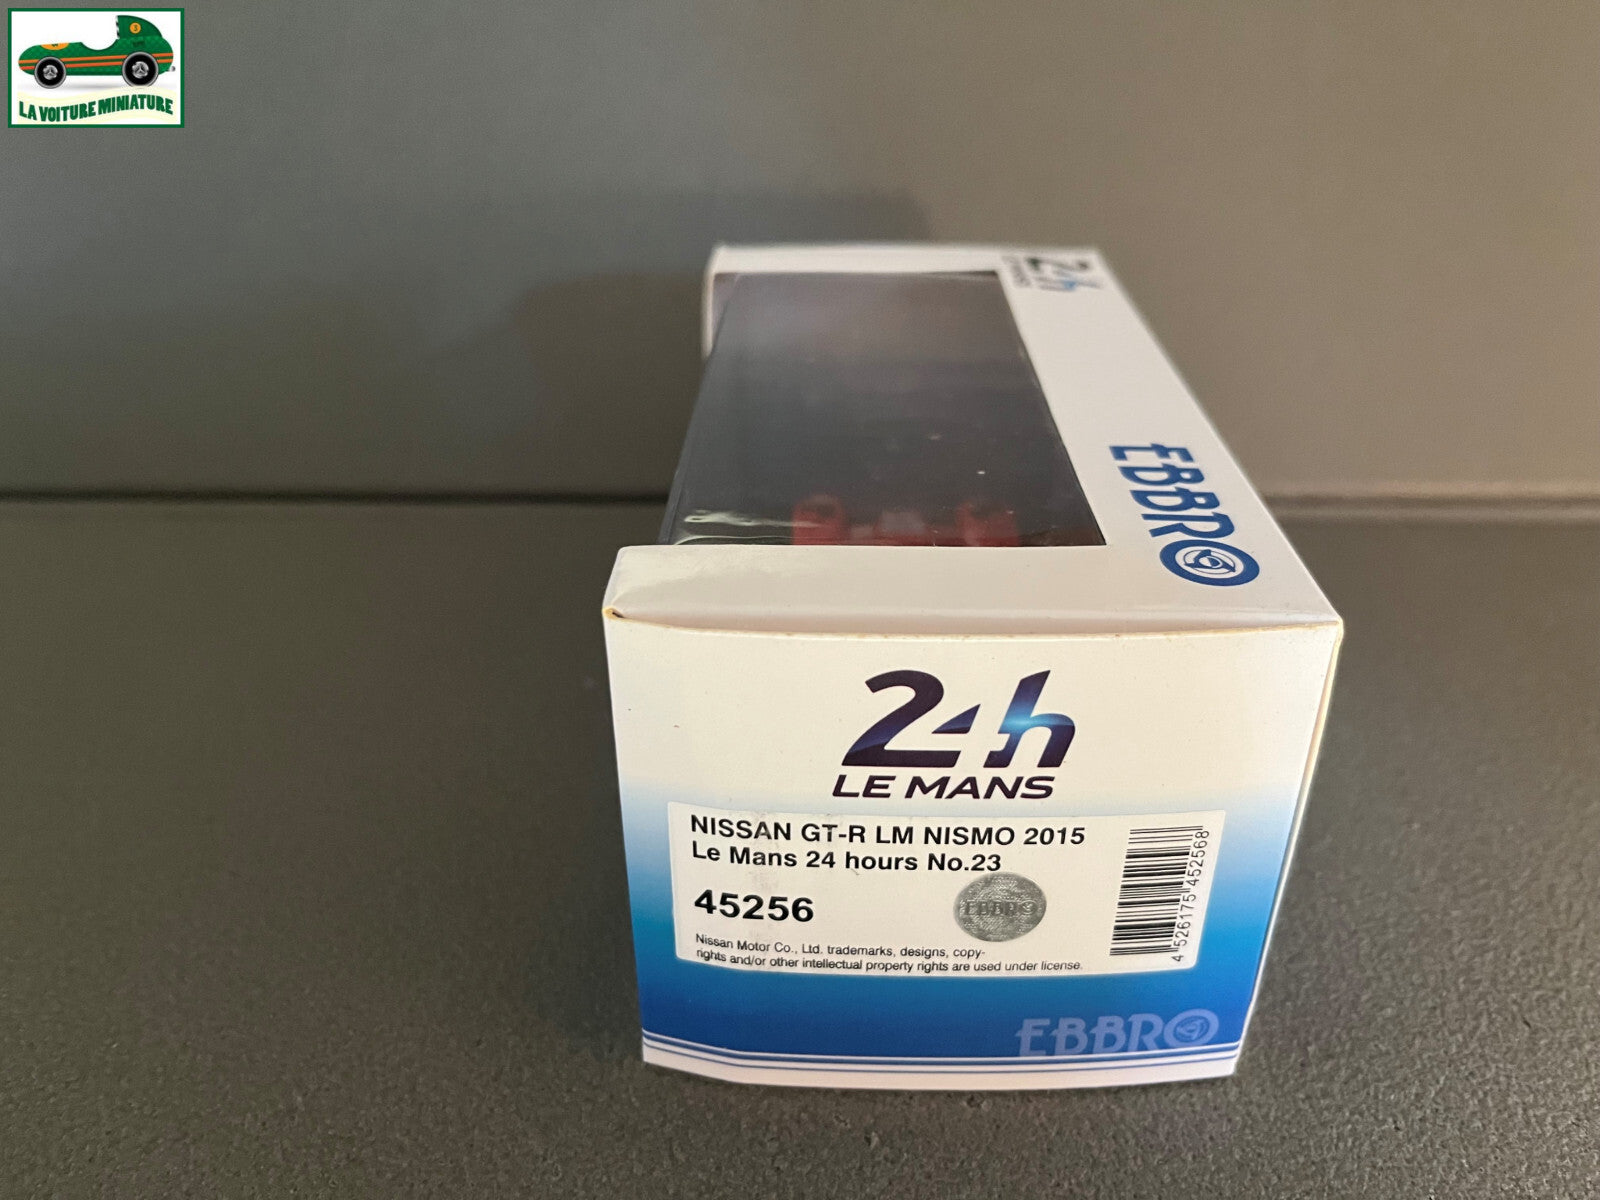 LA VOITURE MINIATURE
24h
EBBRO
24h
LE MANS
NISSAN GT-R LM NISMO 2015
Le Mans 24 hours No.23
45256
EBBRO
Nissan Motor Co., Ltd. trademarks, designs, copy-
rights and/or other intellectual property rights are used under license.
4 526175 452568
EBBRO